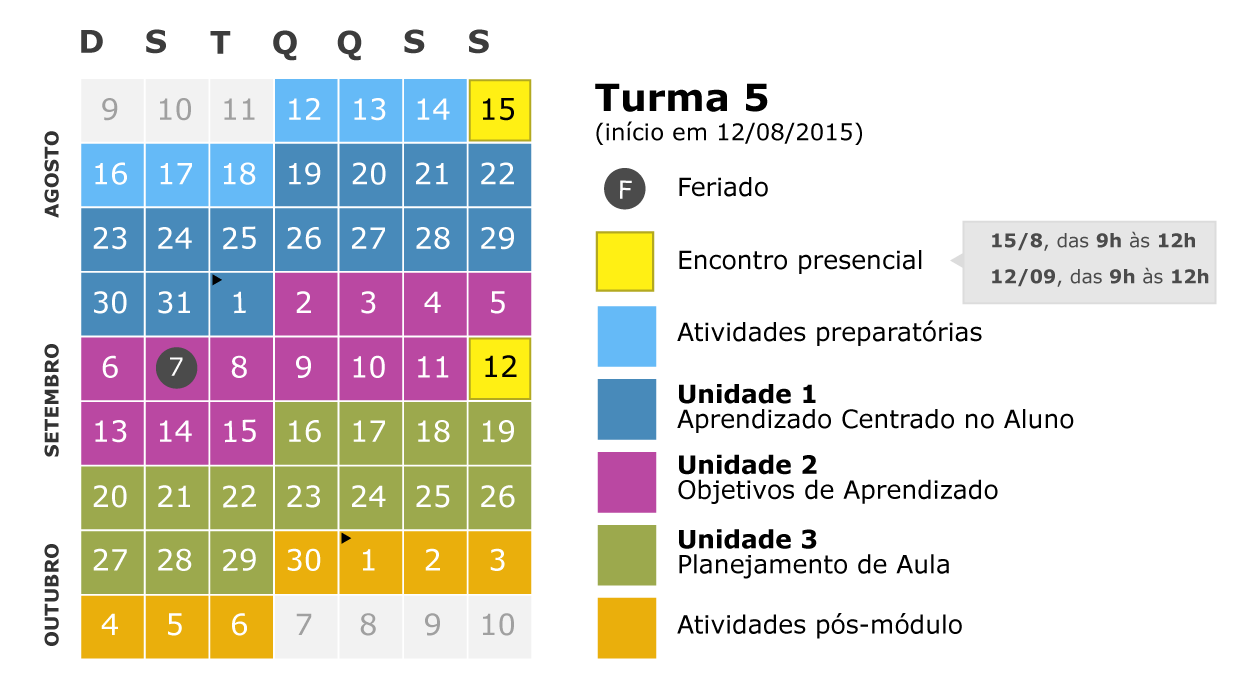 D S T Q Q S S
AGOSTO
9 10 11 12 13 14 15
16 17 18 19 20 21 22
23 24 25 26 27 28 29
30 31 1 2 3 4 5
SETEMBRO
6 7 8 9 10 11 12
13 14 15 16 17 18 19
20 21 22 23 24 25 26
OUTUBRO
27 28 29 30 1 2 3
4 5 6 7 8 9 10
Turma 5
(início em 12/08/2015)
F Feriado
Encontro presencial
15/8, das 9h às 12h
12/09, das 9h às 12h
Atividades preparatórias
Unidade 1
Aprendizado Centrado no Aluno
Unidade 2
Objetivos de Aprendizado
Unidade 3
Planejamento de Aula
Atividades pós-módulo